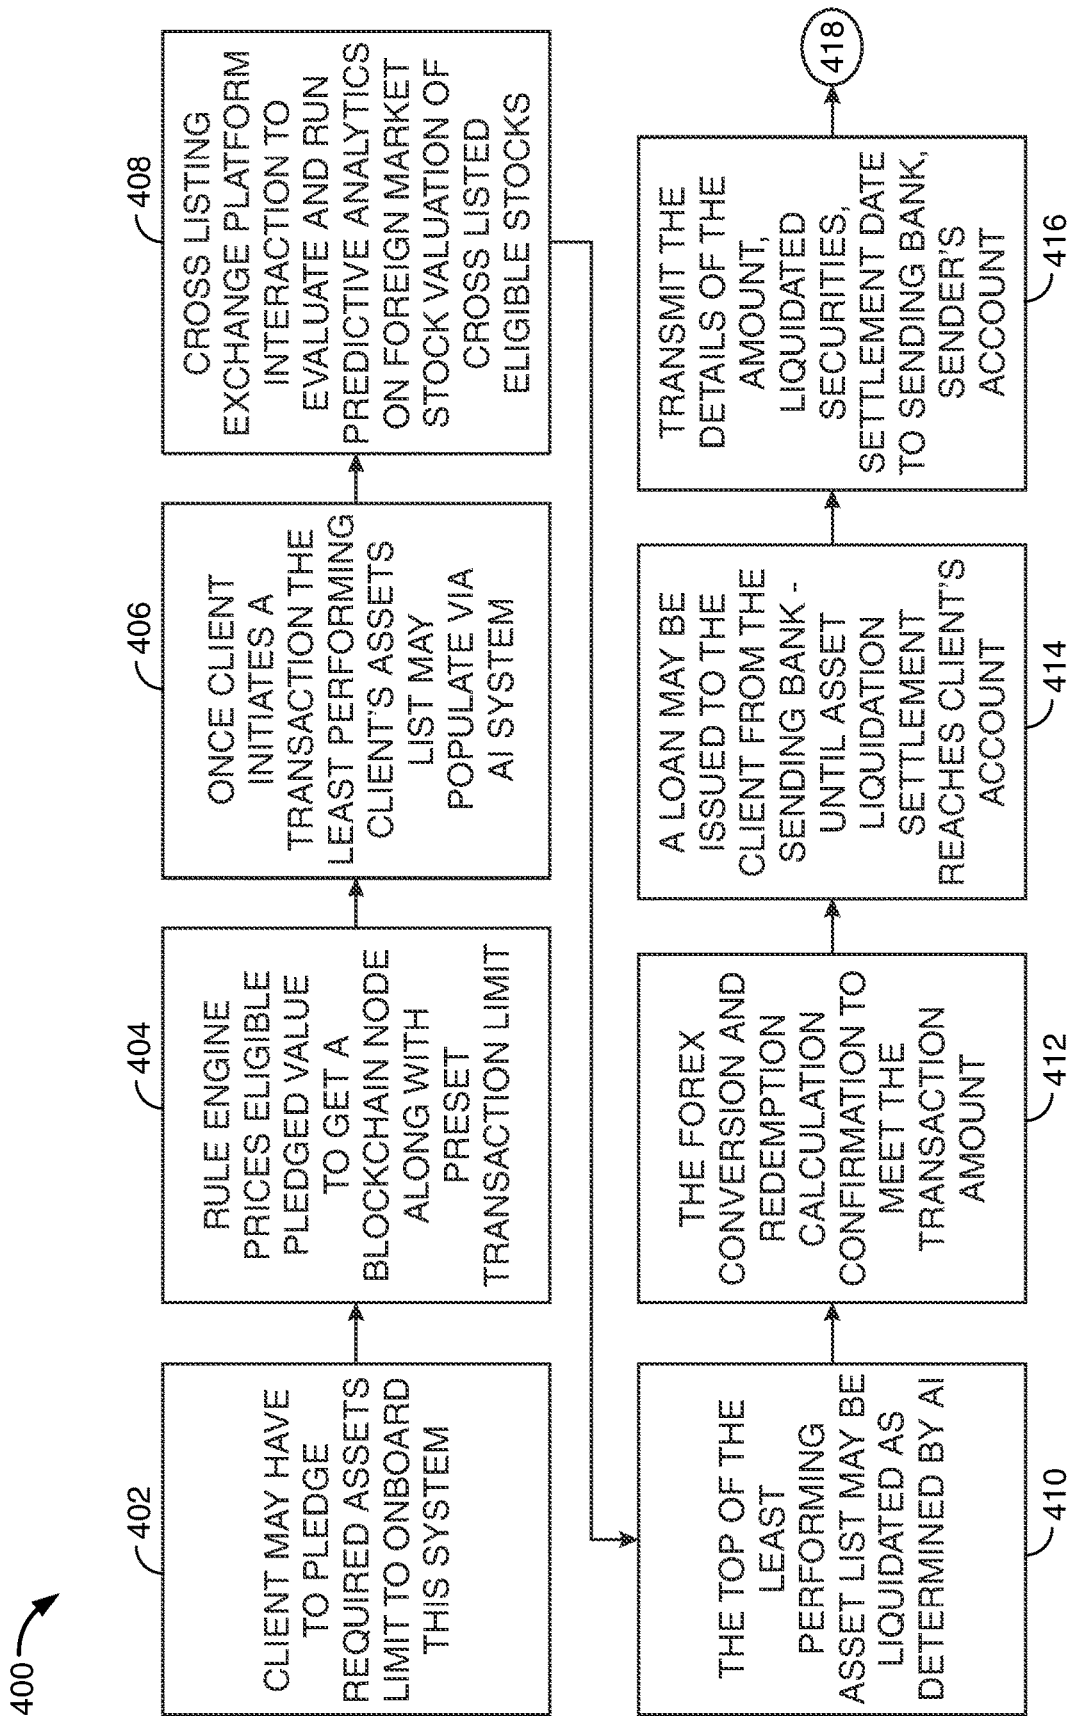 400
402
CLIENT MAY HAVE
TO PLEDGE
REQUIRED ASSETS
LIMIT TO ONBOARD
THIS SYSTEM
404
RULE ENGINE
PRICES ELIGIBLE
PLEDGED VALUE
TO GET A
BLOCKCHAIN NODE
ALONG WITH
PRESET
TRANSACTION LIMIT
406
ONCE CLIENT
INITIATES A
TRANSACTION THE
LEAST PERFORMING
CLIENT'S ASSETS
LIST MAY
POPULATE VIA
AI SYSTEM
408
CROSS LISTING
EXCHANGE PLATFORM
INTERACTION TO
EVALUATE AND RUN
PREDICTIVE ANALYTICS
ON FOREIGN MARKET
STOCK VALUATION OF
CROSS LISTED
ELIGIBLE STOCKS
THE TOP OF THE
LEAST
PERFORMING
ASSET LIST MAY BE
LIQUIDATED AS
DETERMINED BY AI
410
THE FOREX
CONVERSION AND
REDEMPTION
CALCULATION
CONFIRMATION TO
MEET THE
TRANSACTION
AMOUNT
412
A LOAN MAY BE
ISSUED TO THE
CLIENT FROM THE
SENDING BANK -
UNTIL ASSET
LIQUIDATION
SETTLEMENT
REACHES CLIENT'S
ACCOUNT
414
TRANSMIT THE
DETAILS OF THE
AMOUNT,
LIQUIDATED
SECURITIES,
SETTLEMENT DATE
TO SENDING BANK,
SENDER'S
ACCOUNT
416
418